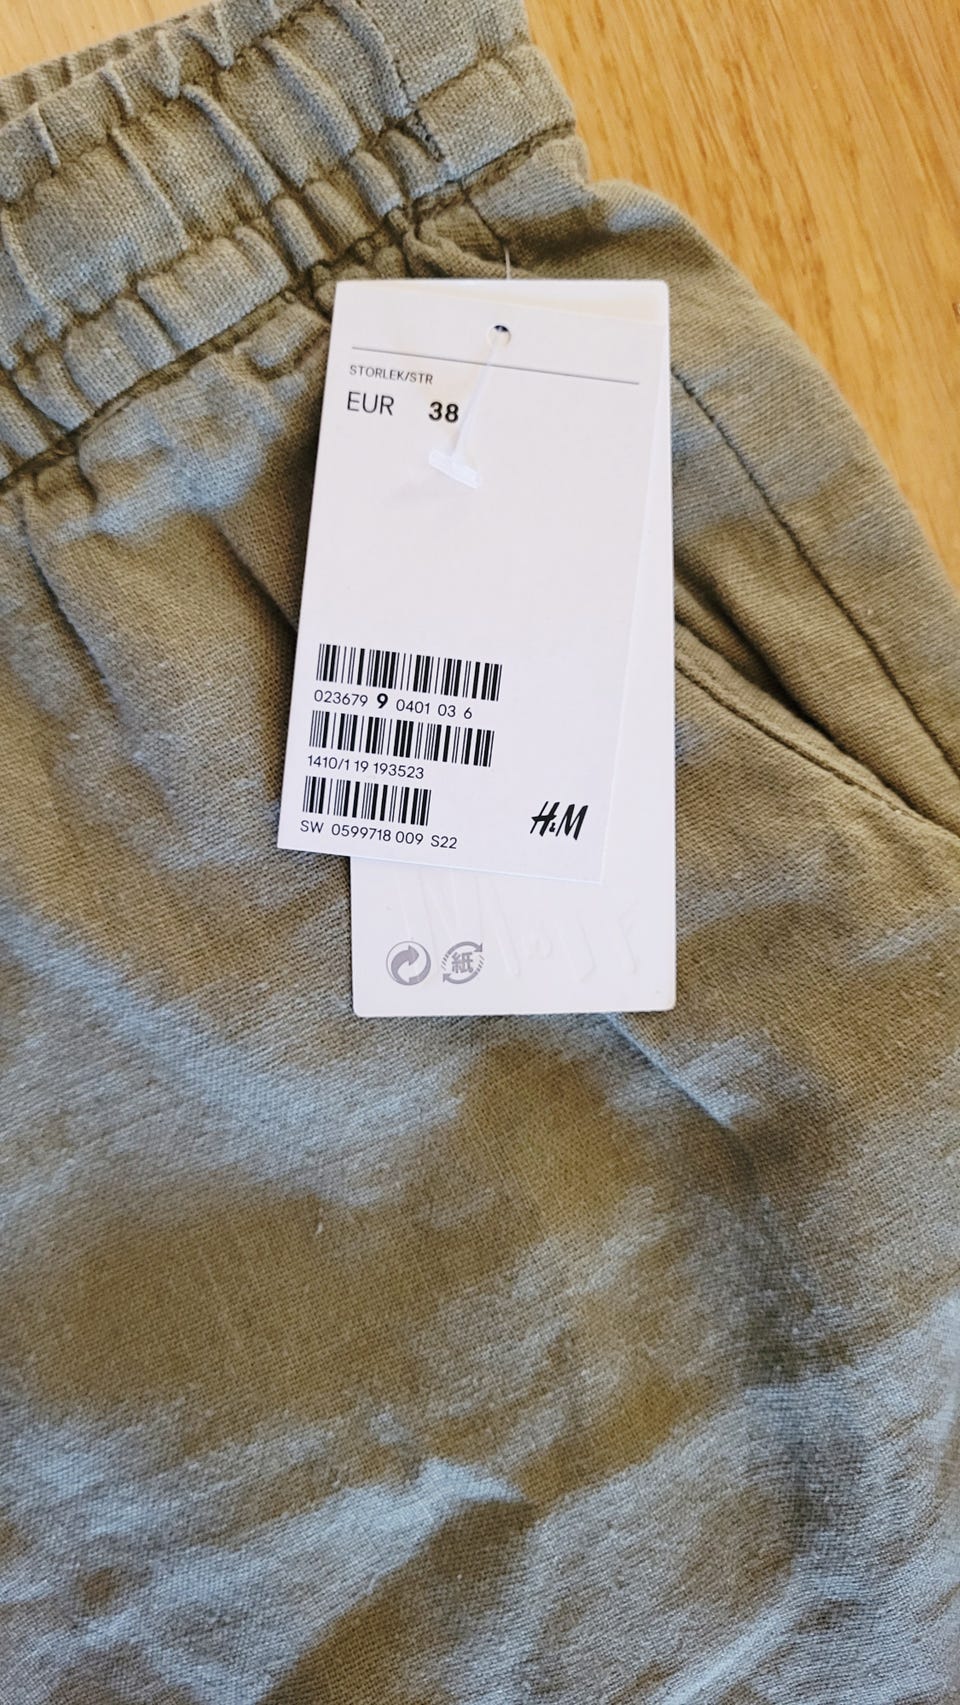 STORLEK/STR
EUR 38
023679 9 0401 03 6
1410/1 19 193523
SW 0599718 009 S22
H&M
紙